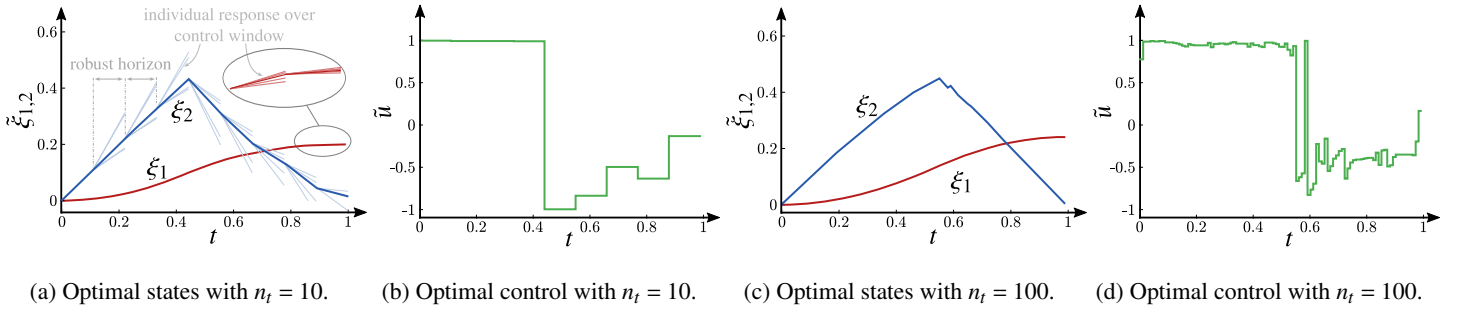 individual response over
control window
robust horizon
0.6
0.4
0.2
0
ξ̃1,2
ξ2
ξ1
0 0.2 0.4 0.6 0.8 1
t
1
0.5
0
-0.5
-1
ũ
0 0.2 0.4 0.6 0.8 1
t
0.6
0.4
0.2
0
ξ̃1,2
ξ2
ξ1
0 0.2 0.4 0.6 0.8 1
t
1
0.5
0
-0.5
-1
ũ
0 0.2 0.4 0.6 0.8 1
t
(a) Optimal states with nt = 10.
(b) Optimal control with nt = 10.
(c) Optimal states with nt = 100.
(d) Optimal control with nt = 100.